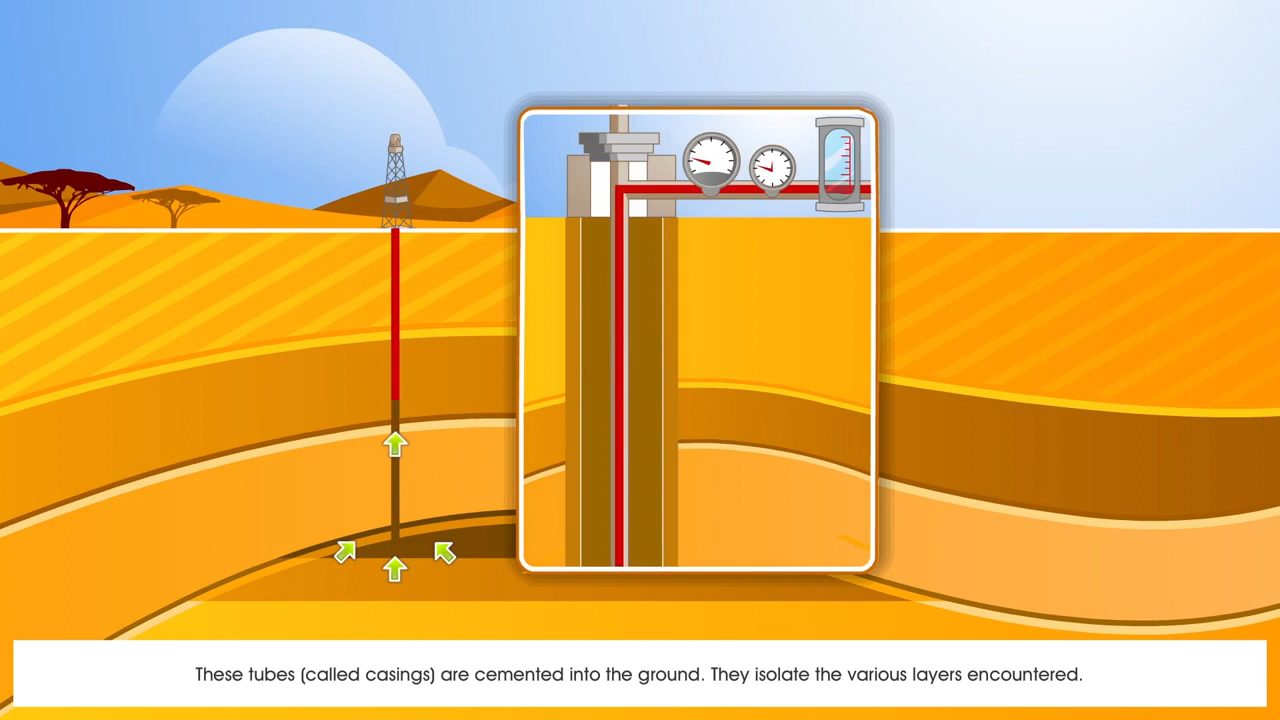 These tubes (called casings) are cemented into the ground. They isolate the various layers encountered.